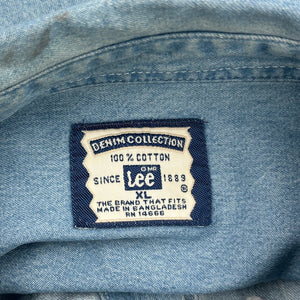 DENIM COLLECTION
100% COTTON
SINCE Lee 1889
XL ®
THE BRAND THAT FITS
MADE IN BANGLADESH
RN 14666